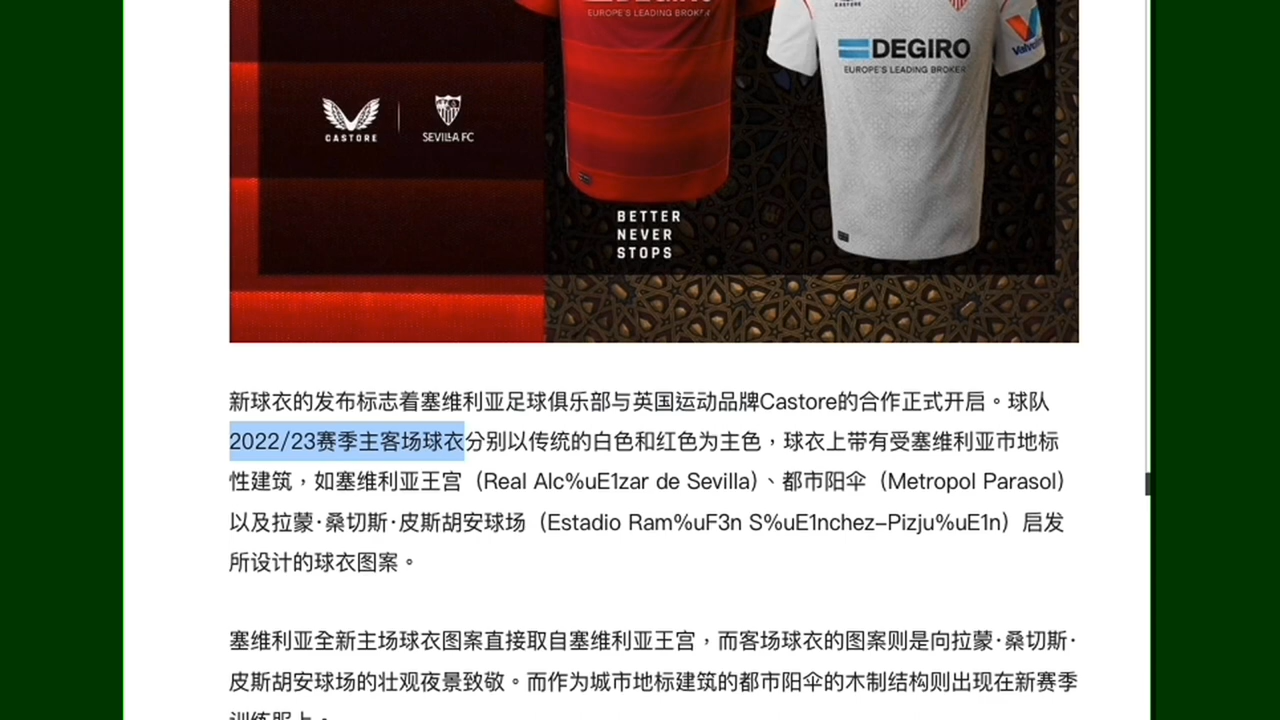 DEGIRO
EUROPE'S LEADING BROKER
CASTORE
DEGIRO
EUROPE'S LEADING BROKER
CASTORE
SEVILLA FC
BETTER
NEVER
STOPS
新球衣的发布标志着塞维利亚足球俱乐部与英国运动品牌Castore的合作正式开启。球队
2022/23赛季主客场球衣分别以传统的白色和红色为主色，球衣上带有受塞维利亚市地标
性建筑，如塞维利亚王宫（Real Alc%uE1zar de Sevilla）、都市阳伞（Metropol Parasol）
以及拉蒙·桑切斯·皮斯胡安球场（Estadio Ram%uF3n S%uE1nchez-Pizju%uE1n）启发
所设计的球衣图案。
塞维利亚全新主场球衣图案直接取自塞维利亚王宫，而客场球衣的图案则是向拉蒙·桑切斯·
皮斯胡安球场的壮观夜景致敬。而作为城市地标建筑的都市阳伞的木制结构则出现在新赛季
训练服上。